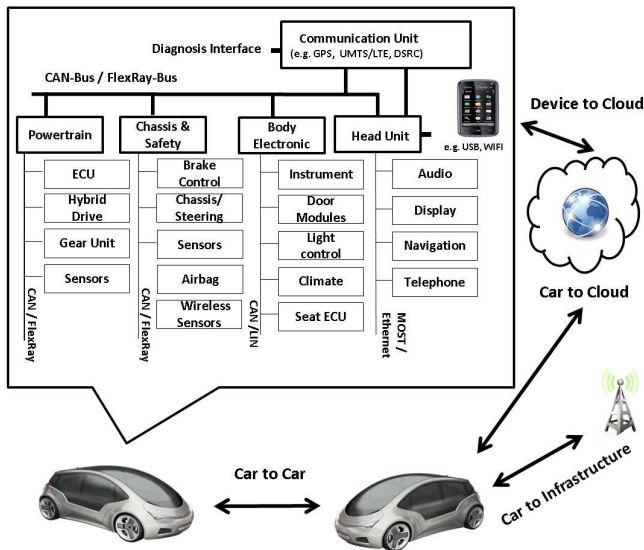 Communication Unit
(e.g. GPS, UMTS/LTE, DSRC)
Diagnosis Interface
CAN-Bus / FlexRay-Bus
Powertrain
Chassis &
Safety
Body
Electronic
Head Unit
e.g. USB, WIFI
Device to Cloud
ECU
Hybrid
Drive
Gear Unit
Sensors
CAN / FlexRay
Brake
Control
Chassis/
Steering
Sensors
Airbag
Wireless
Sensors
CAN / FlexRay
Instrument
Door
Modules
Light
control
Climate
Seat ECU
CAN /LIN
Audio
Display
Navigation
Telephone
MOST /
Ethernet
Car to Cloud
Car to Car
Car to Infrastructure